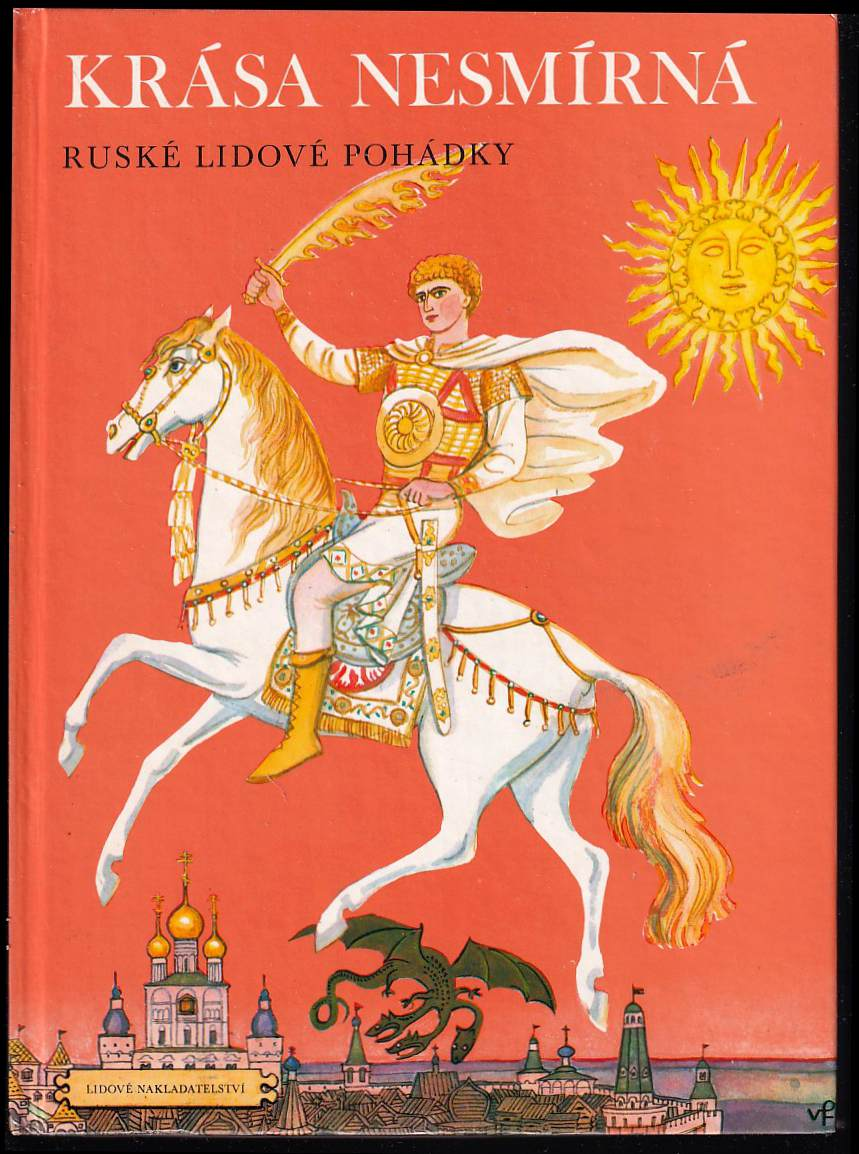 KRÁSA NESMÍRNÁ
RUSKÉ LIDOVÉ POHÁDKY
LIDOVÉ NAKLADATELSTVÍ